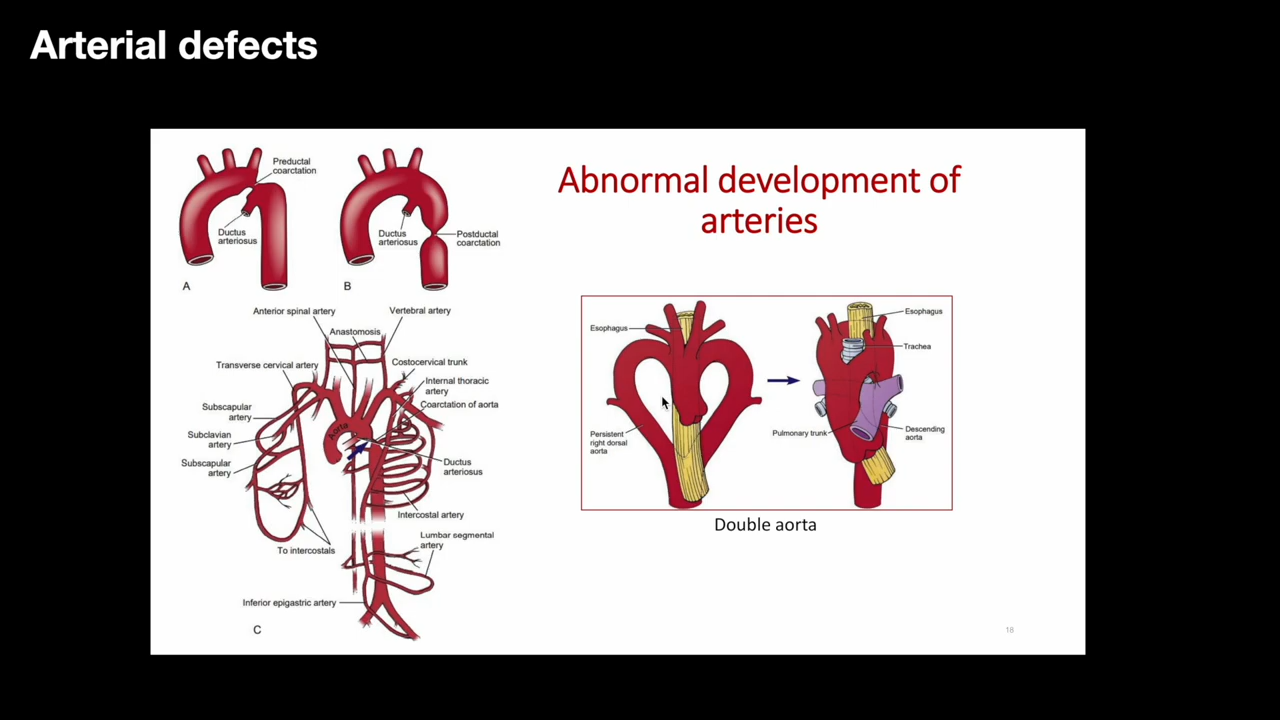 Arterial defects
Preductal
coarctation
Ductus
arteriosus
A
Ductus
arteriosus
Postductal
coarctation
B
Abnormal development of
arteries
Anterior spinal artery
Vertebral artery
Anastomosis
Transverse cervical artery
Costocervical trunk
Internal thoracic
artery
Coarctation of aorta
Subscapular
artery
Aorta
Subclavian
artery
Subscapular
artery
Ductus
arteriosus
Intercostal artery
To intercostals
Lumbar segmental
artery
Inferior epigastric artery
C
Esophagus
Persistent
right dorsal
aorta
Esophagus
Trachea
Pulmonary trunk
Descending
aorta
Double aorta
16